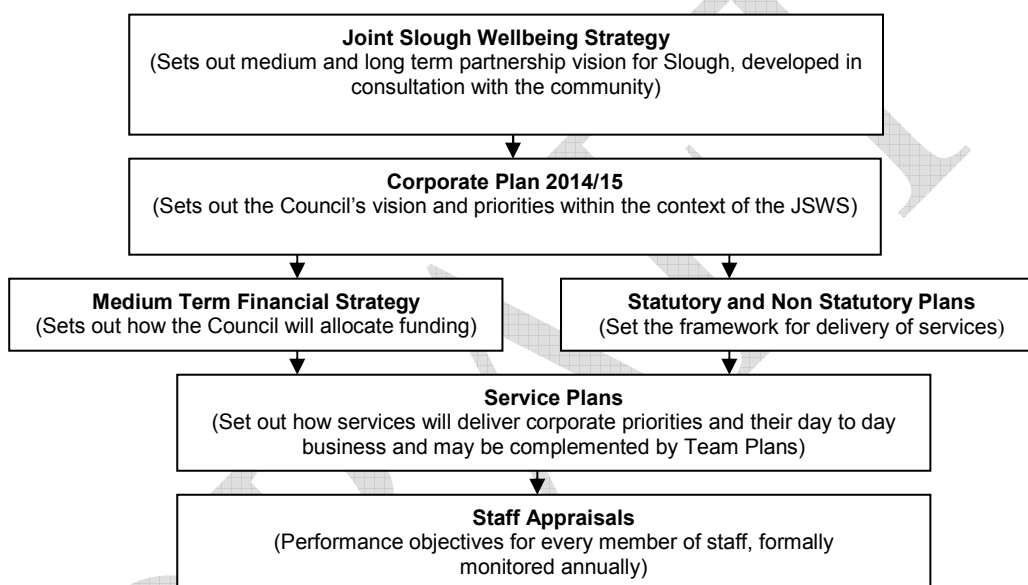 Joint Slough Wellbeing Strategy
(Sets out medium and long term partnership vision for Slough, developed in
consultation with the community)
Corporate Plan 2014/15
(Sets out the Council's vision and priorities within the context of the JSWS)
Medium Term Financial Strategy
(Sets out how the Council will allocate funding)
Statutory and Non Statutory Plans
(Set the framework for delivery of services)
Service Plans
(Set out how services will deliver corporate priorities and their day to day
business and may be complemented by Team Plans)
Staff Appraisals
(Performance objectives for every member of staff, formally
monitored annually)